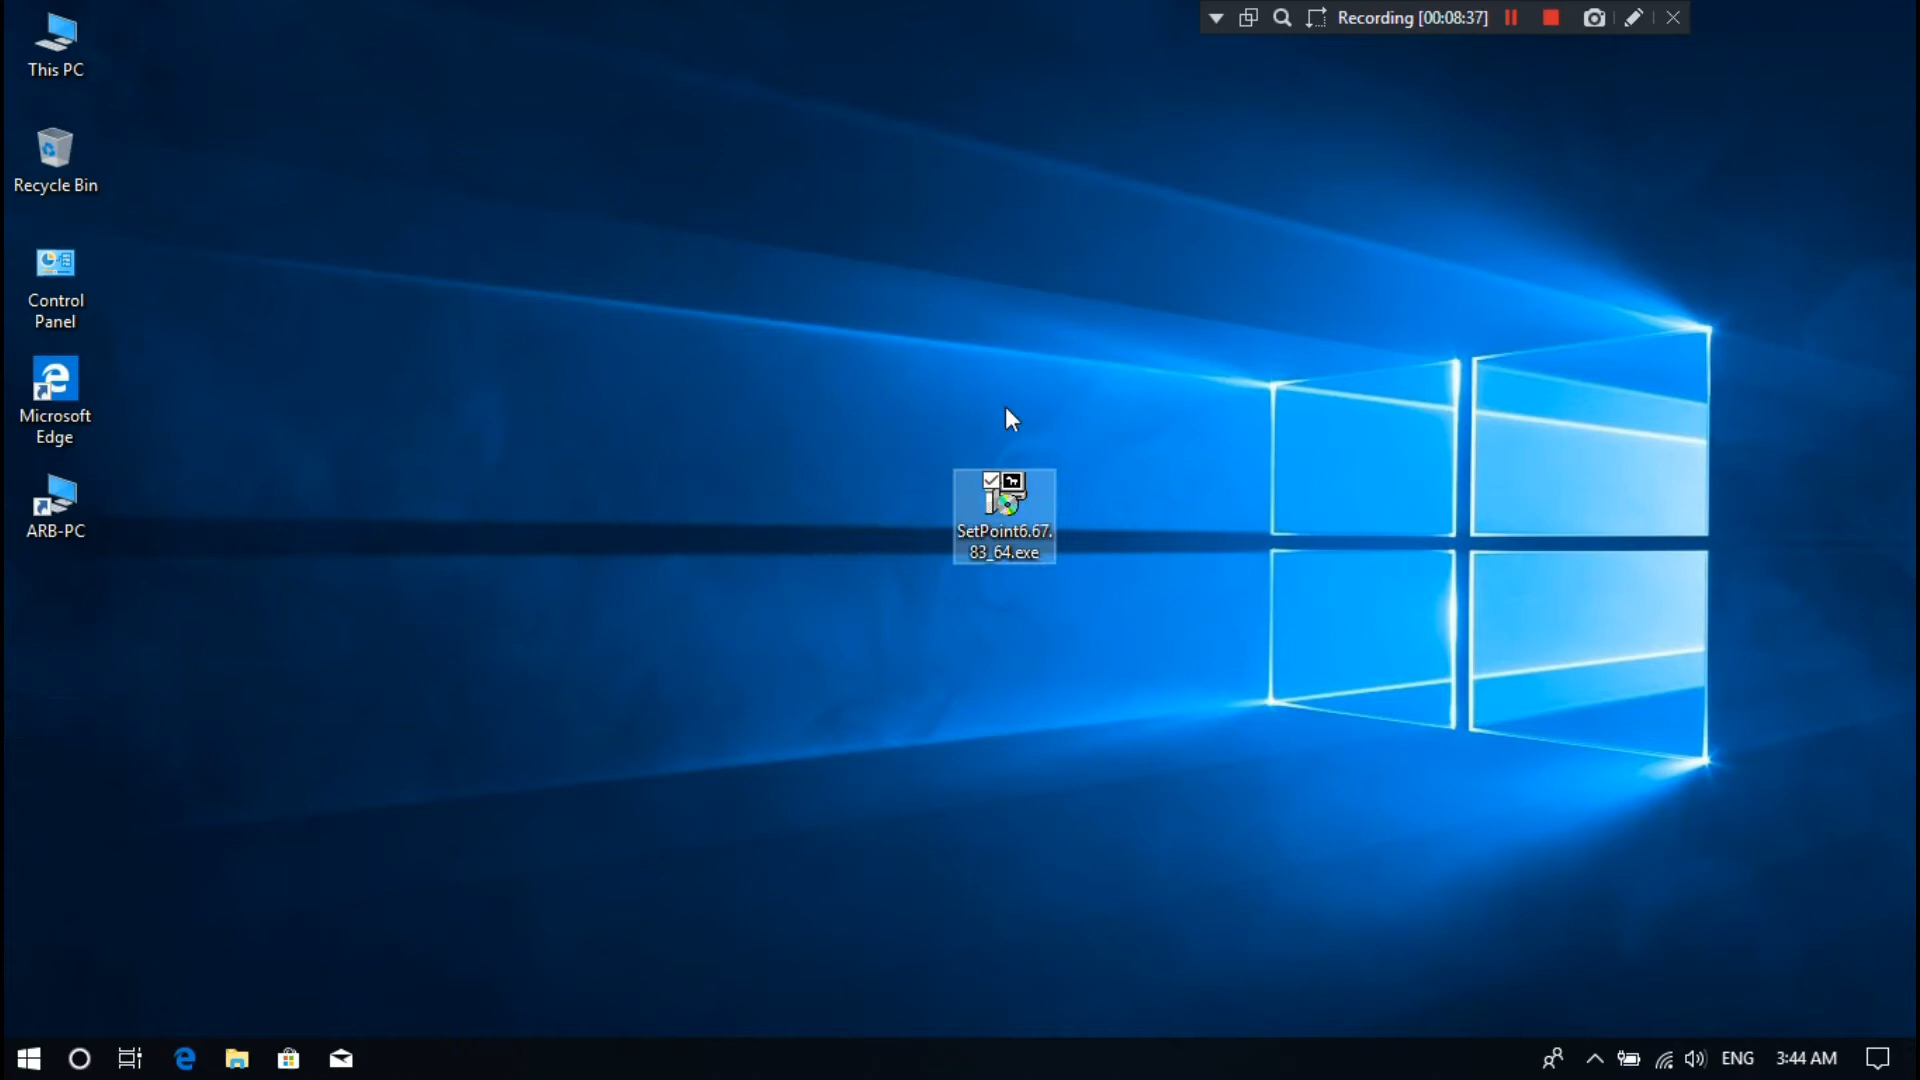 Recording [00:08:37]
This PC
Recycle Bin
Control
Panel
Microsoft
Edge
ARB-PC
SetPoint6.67.
83_64.exe
ENG
3:44 AM